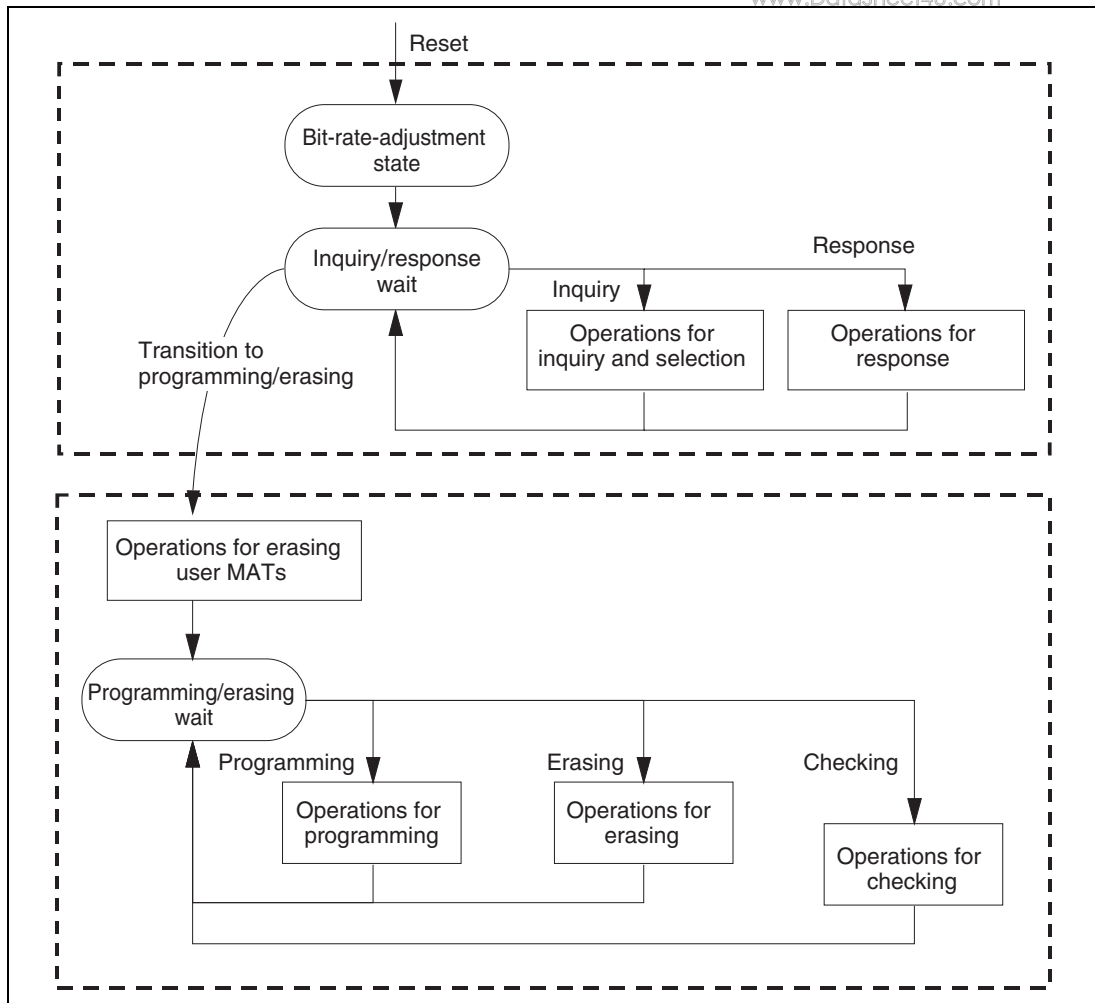 Reset
Bit-rate-adjustment
state
Inquiry/response
wait
Response
Inquiry
Operations for
inquiry and selection
Operations for
response
Transition to
programming/erasing
Operations for erasing
user MATs
Programming/erasing
wait
Programming
Erasing
Checking
Operations for
programming
Operations for
erasing
Operations for
checking